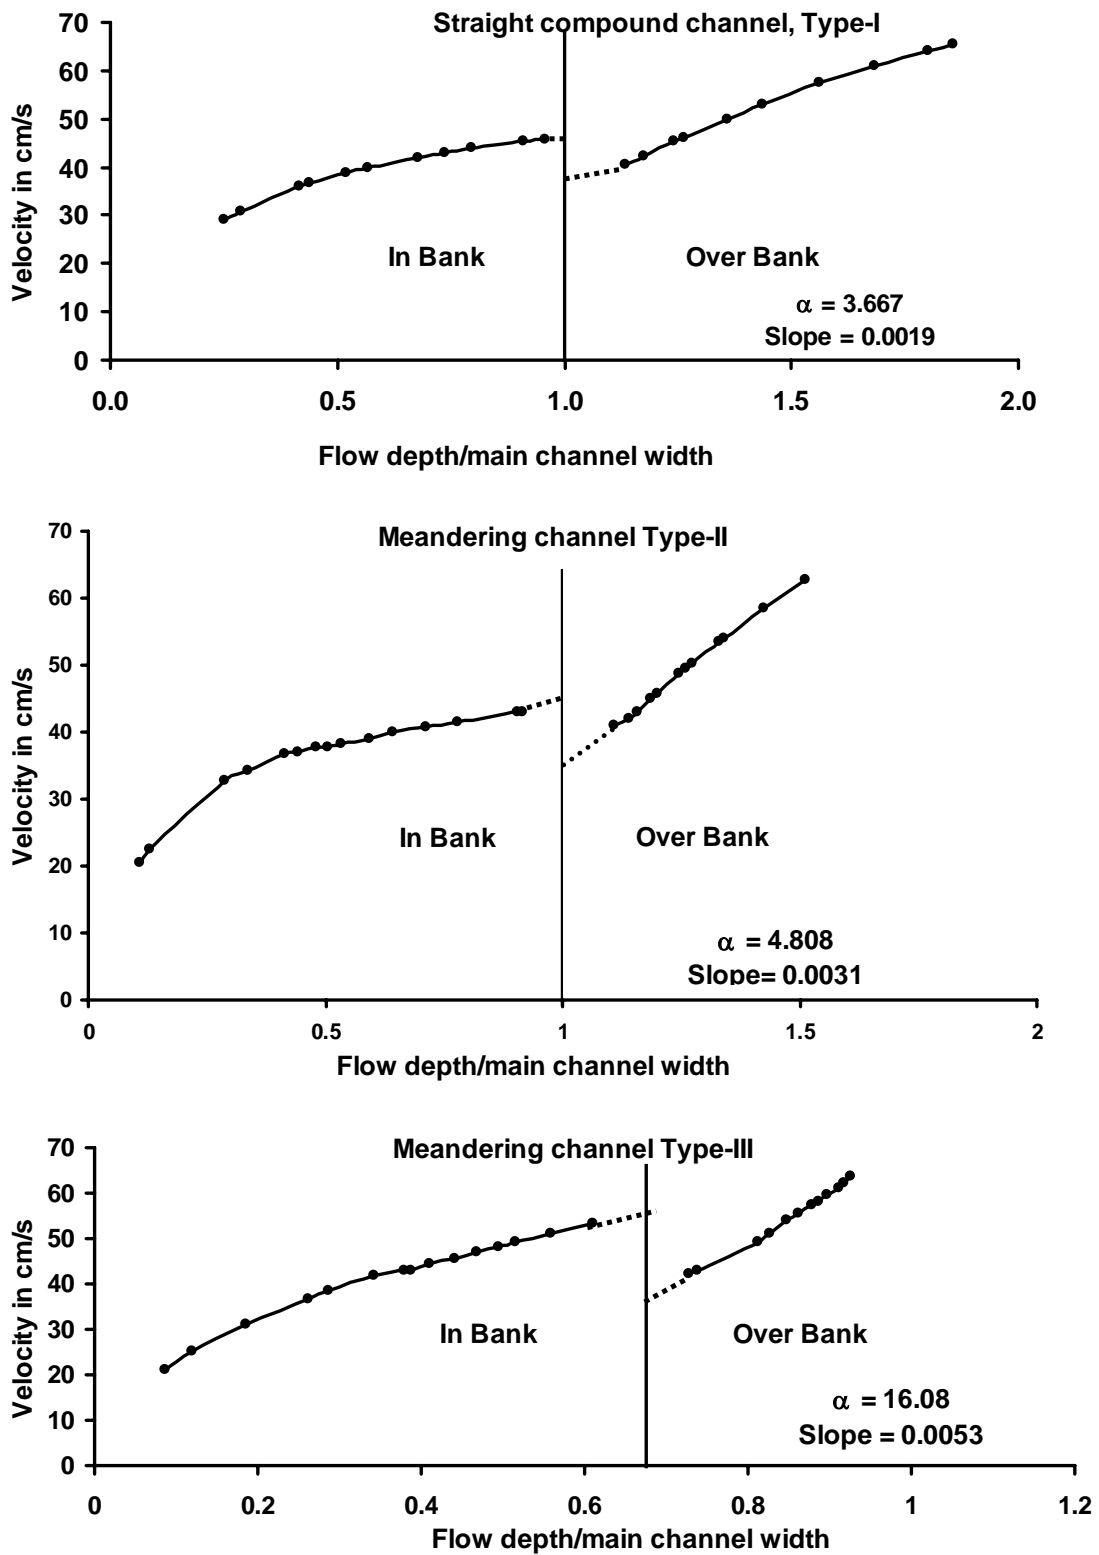 Straight compound channel, Type-I
70
60
50
40
30
20
10
0
Velocity in cm/s
In Bank
Over Bank
α = 3.667
Slope = 0.0019
0.0 0.5 1.0 1.5 2.0
Flow depth/main channel width
Meandering channel Type-II
70
60
50
40
30
20
10
0
Velocity in cm/s
In Bank
Over Bank
α = 4.808
Slope= 0.0031
0 0.5 1 1.5 2
Flow depth/main channel width
Meandering channel Type-III
70
60
50
40
30
20
10
0
Velocity in cm/s
In Bank
Over Bank
α = 16.08
Slope = 0.0053
0 0.2 0.4 0.6 0.8 1 1.2
Flow depth/main channel width